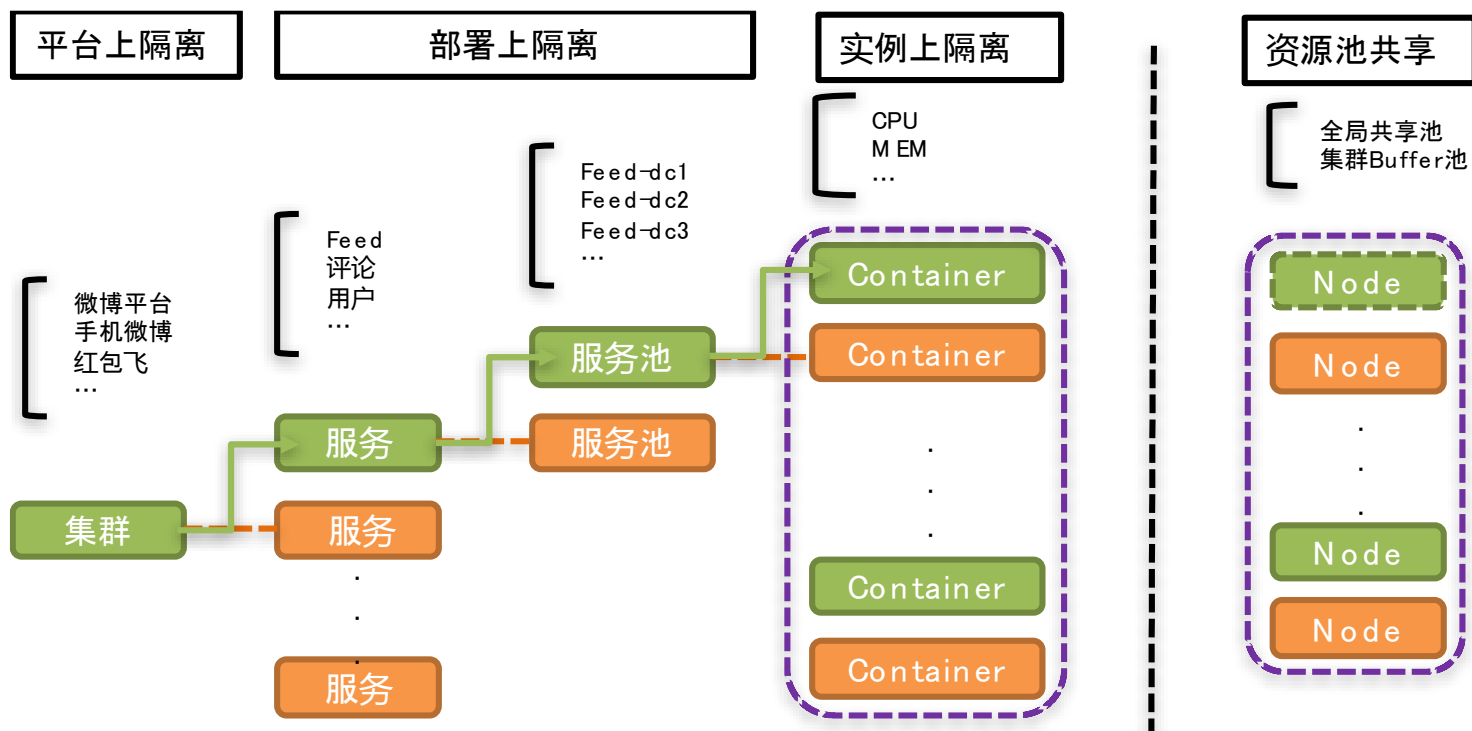 平台上隔离
部署上隔离
实例上隔离
资源池共享
微博平台
手机微博
红包飞
…
Feed
评论
用户
…
Feed-dc1
Feed-dc2
Feed-dc3
…
CPU
MEM
…
全局共享池
集群Buffer池
集群
服务
服务
.
.
.
服务
服务池
服务池
Container
Container
.
.
.
Container
Container
Node
Node
.
.
.
Node
Node